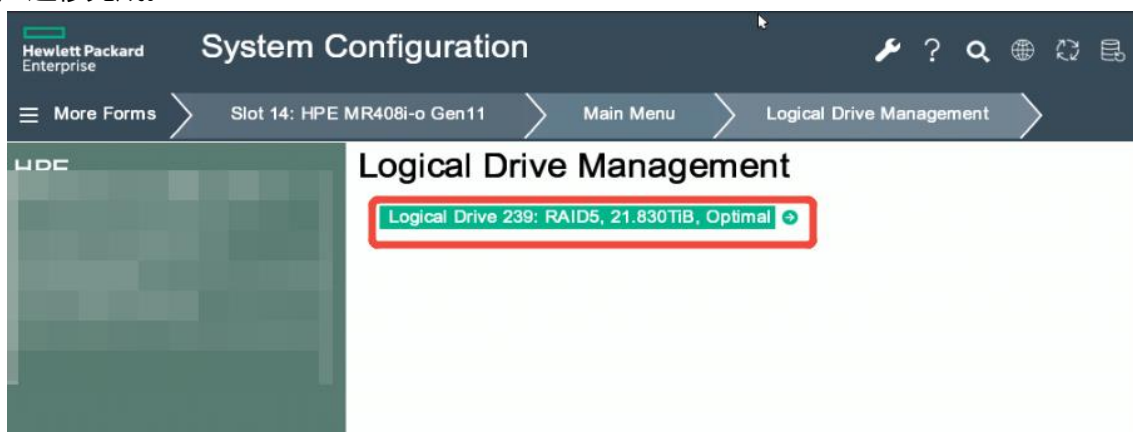 Hewlett Packard
Enterprise
System Configuration
?
More Forms
Slot 14: HPE MR408i-o Gen11
Main Menu
Logical Drive Management
HPE
Logical Drive Management
Logical Drive 239: RAID5, 21.830TiB, Optimal